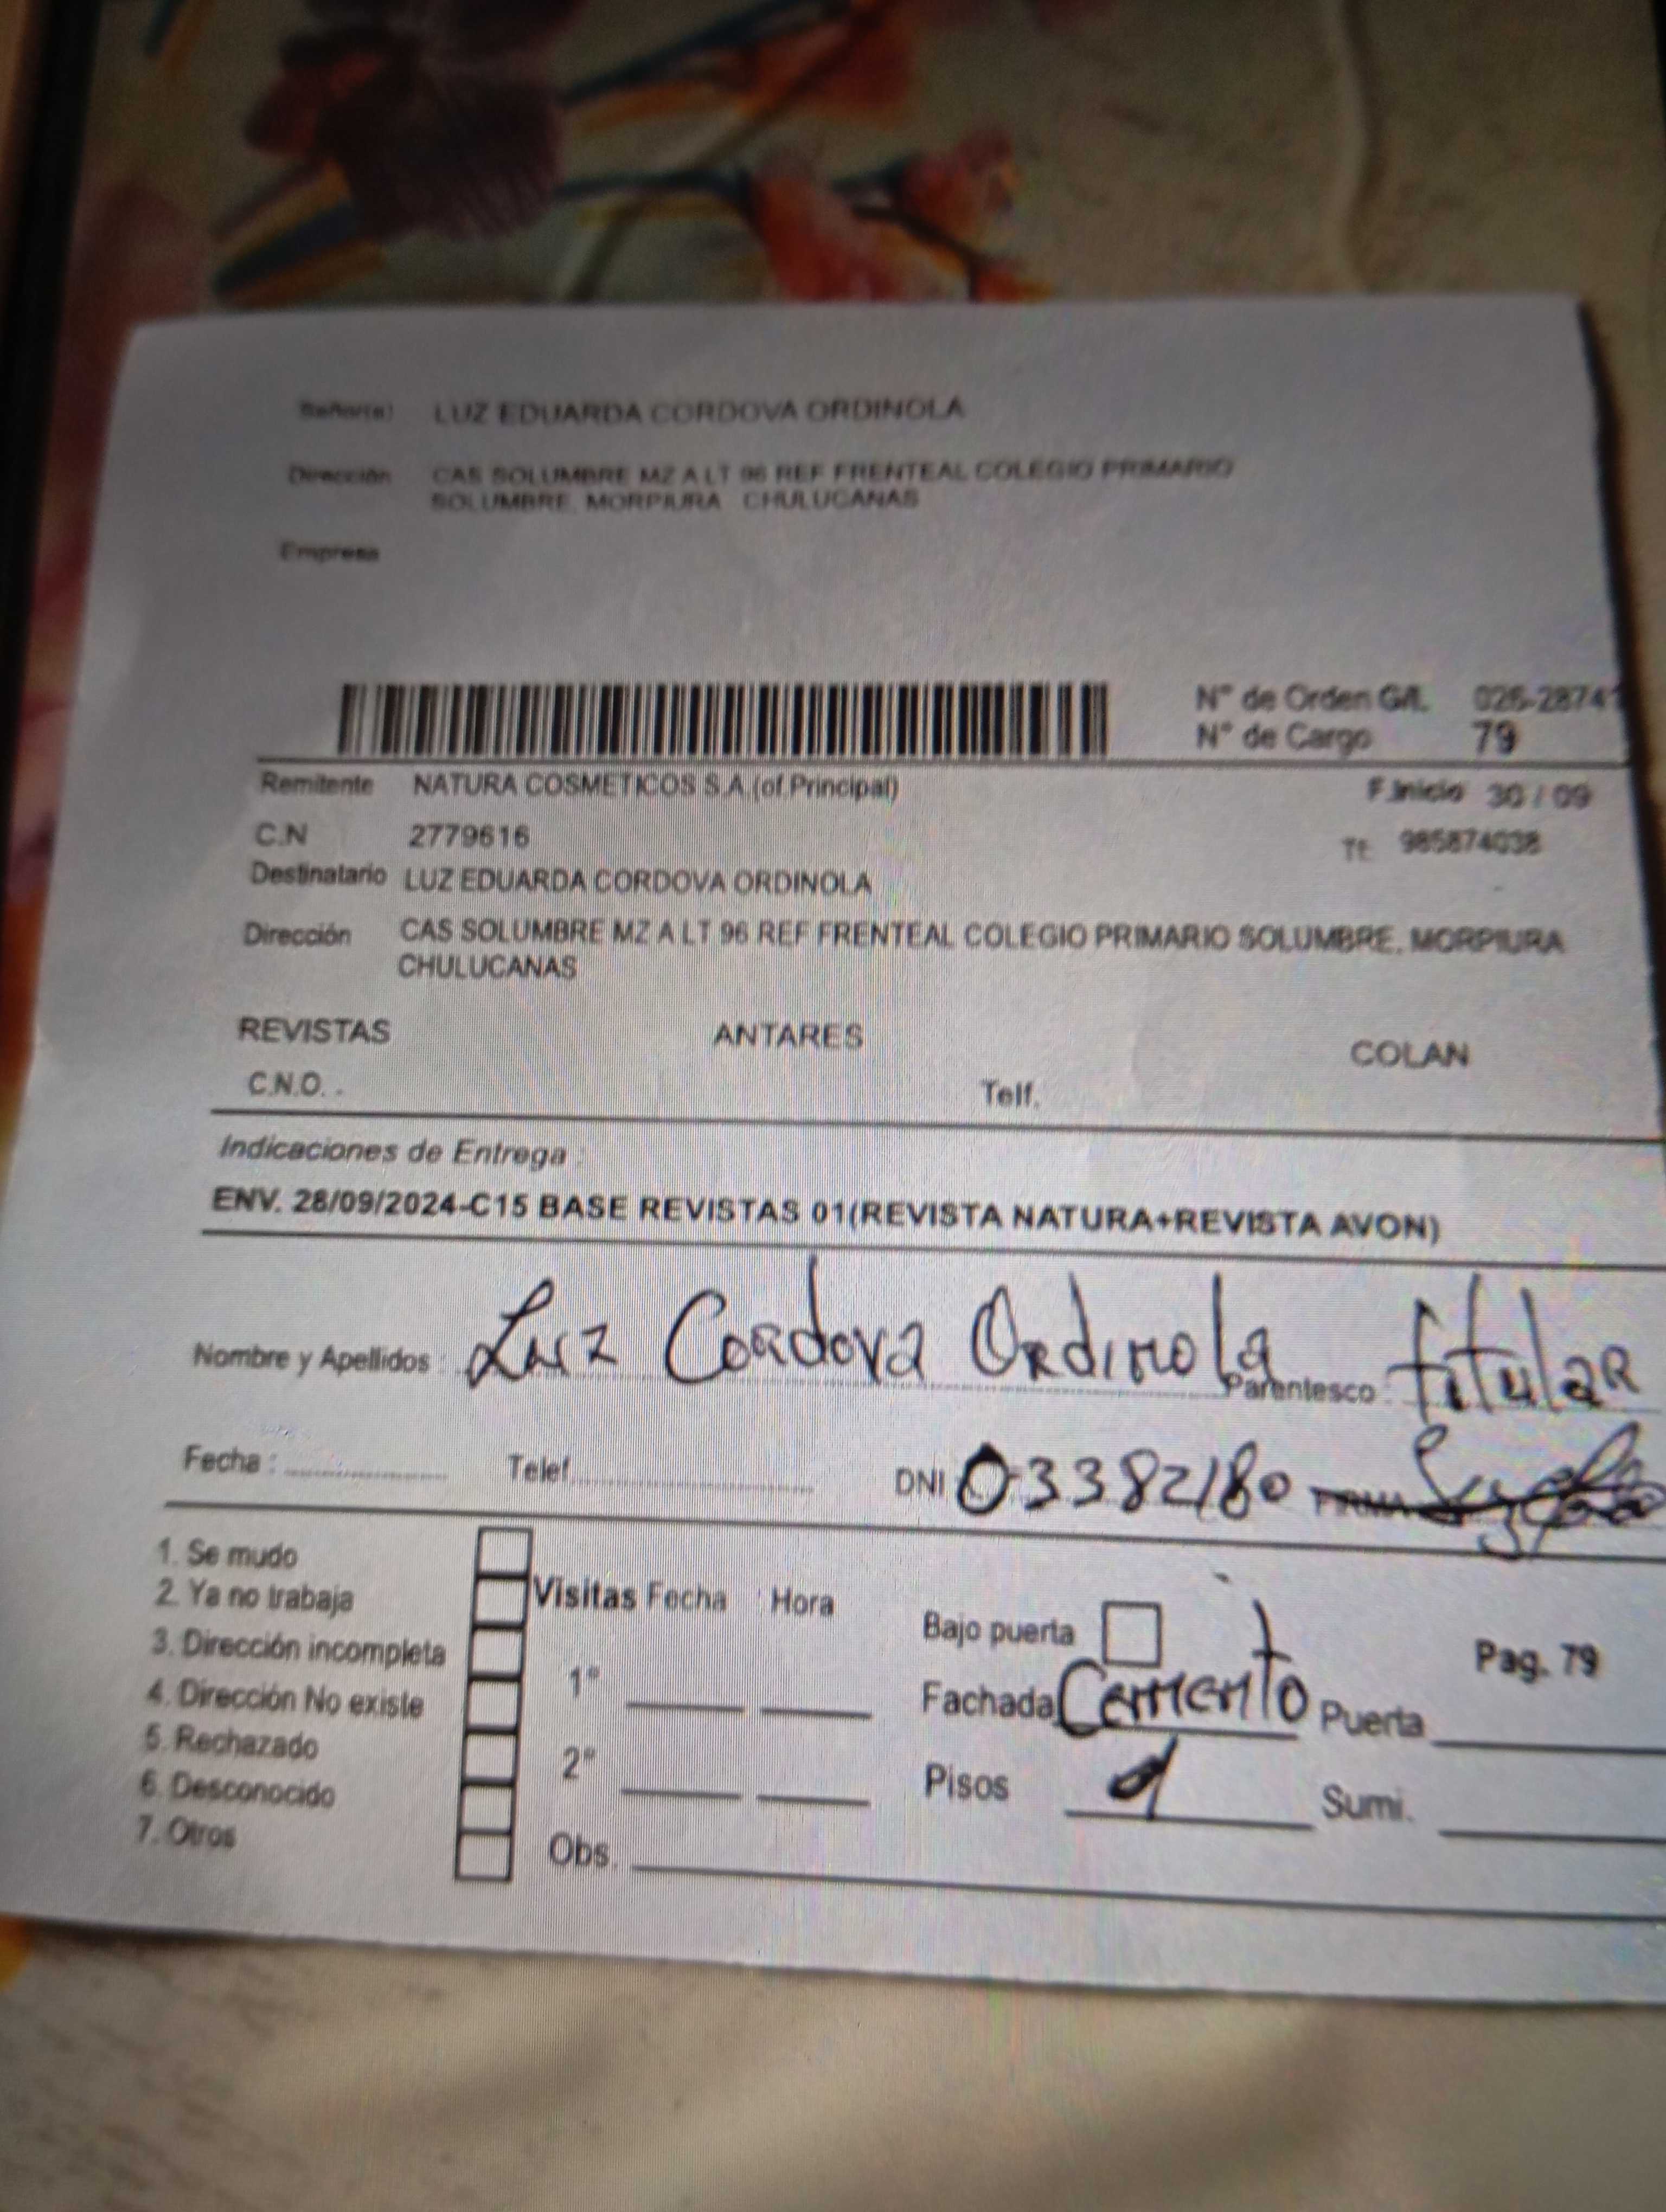 Señor(a) LUZ EDUARDA CORDOVA ORDINOLA
Dirección CAS SOLUMBRE MZ A LT 96 REF FRENTEAL COLEGIO PRIMARIO
SOLUMBRE, MORPIURA CHULUCANAS
Empresa
N° de Orden G/L. 026-28741
N° de Cargo 79
Remitente NATURA COSMETICOS S.A.(of.Principal) F.Inicio 30 / 09
C.N 2779616 Tf. 985874038
Destinatario LUZ EDUARDA CORDOVA ORDINOLA
Dirección CAS SOLUMBRE MZ A LT 96 REF FRENTEAL COLEGIO PRIMARIO SOLUMBRE, MORPIURA
CHULUCANAS
REVISTAS ANTARES COLAN
C.N.O. - Telf.
Indicaciones de Entrega :
ENV. 28/09/2024-C15 BASE REVISTAS 01(REVISTA NATURA+REVISTA AVON)
Nombre y Apellidos : Luz Cordova Ordinola Parentesco : titular
Fecha : Telef. DNI 03382180 FIRMA
1. Se mudo
2. Ya no trabaja Visitas Fecha Hora Bajo puerta Pag. 79
3. Dirección incompleta
4. Dirección No existe 1° Fachada Cemento Puerta
5. Rechazado
6. Desconocido 2° Pisos 1 Sumi.
7. Otros Obs.